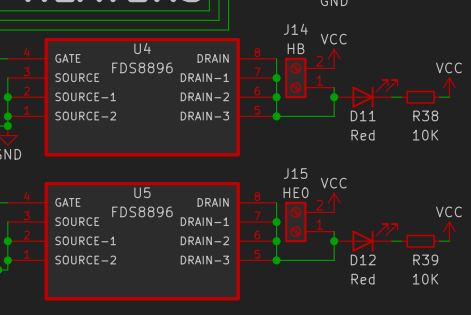 GND
U4
FDS8896
4 GATE DRAIN 8
3 SOURCE DRAIN-1 7
2 SOURCE-1 DRAIN-2 6
1 SOURCE-2 DRAIN-3 5
J14
HB
VCC
2
1
VCC
D11
Red
R38
10K
GND
U5
FDS8896
4 GATE DRAIN 8
3 SOURCE DRAIN-1 7
2 SOURCE-1 DRAIN-2 6
1 SOURCE-2 DRAIN-3 5
J15
HE0
VCC
2
1
VCC
D12
Red
R39
10K